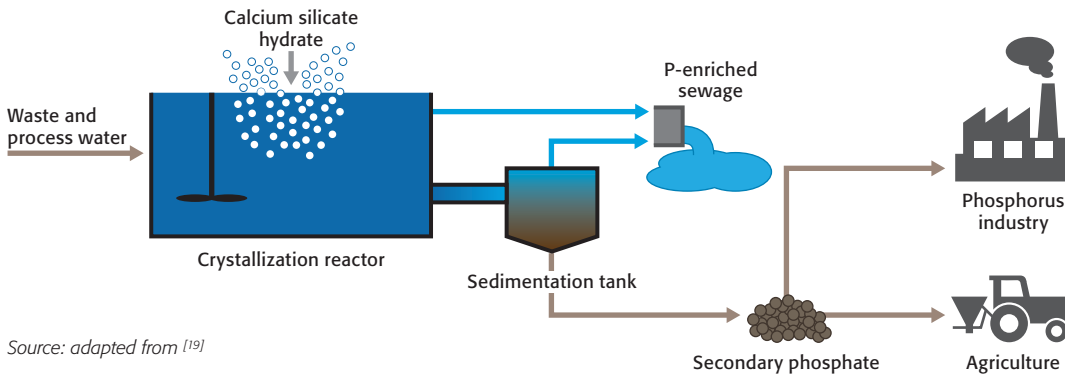 Calcium silicate
hydrate
P-enriched
sewage
Waste and
process water
Phosphorus
industry
Crystallization reactor
Sedimentation tank
Source: adapted from [19]
Secondary phosphate
Agriculture